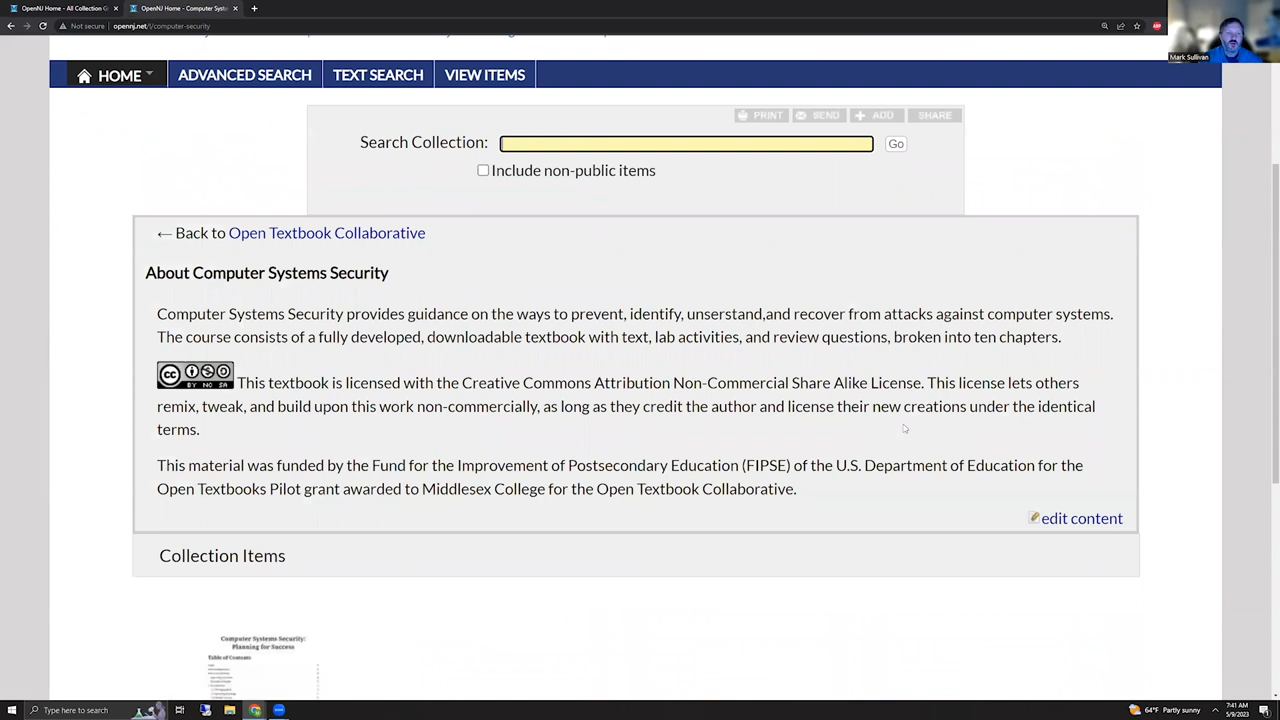 OpenNJ Home - All Collection G
OpenNJ Home - Computer Syst
Not secure
opennj.net/l/computer-security
Mark Sullivan
HOME
ADVANCED SEARCH
TEXT SEARCH
VIEW ITEMS
PRINT
SEND
ADD
SHARE
Search Collection:
Go
Include non-public items
← Back to Open Textbook Collaborative
About Computer Systems Security
Computer Systems Security provides guidance on the ways to prevent, identify, unserstand,and recover from attacks against computer systems.
The course consists of a fully developed, downloadable textbook with text, lab activities, and review questions, broken into ten chapters.
CC BY NC SA This textbook is licensed with the Creative Commons Attribution Non-Commercial Share Alike License. This license lets others
remix, tweak, and build upon this work non-commercially, as long as they credit the author and license their new creations under the identical
terms.
This material was funded by the Fund for the Improvement of Postsecondary Education (FIPSE) of the U.S. Department of Education for the
Open Textbooks Pilot grant awarded to Middlesex College for the Open Textbook Collaborative.
edit content
Collection Items
Computer Systems Security:
Planning for Success
Table of Contents
Type here to search
64°F Partly sunny
7:41 AM
5/9/2023